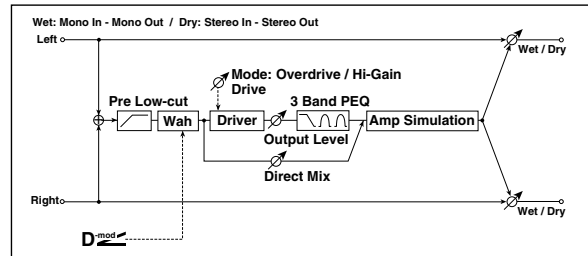 Wet: Mono In - Mono Out / Dry: Stereo In - Stereo Out
Left
Wet / Dry
Mode: Overdrive / Hi-Gain
Drive
Pre Low-cut
3 Band PEQ
Wah
Driver
Amp Simulation
Output Level
Direct Mix
Right
Wet / Dry
D-mod